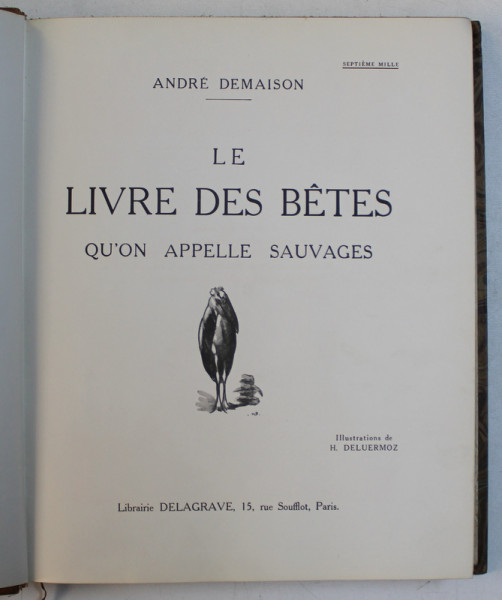 SEPTIÈME MILLE
ANDRÉ DEMAISON
LE
LIVRE DES BÊTES
QU'ON APPELLE SAUVAGES
Illustrations de
H. DELUERMOZ
Librairie DELAGRAVE, 15, rue Soufflot, Paris.